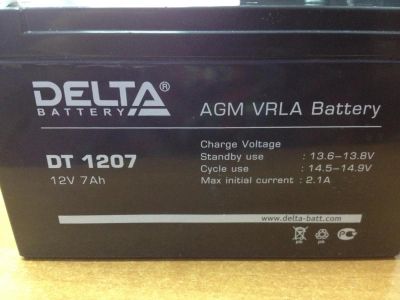 DELTA®
BATTERY
AGM VRLA Battery
DT 1207
12V 7Ah
Charge Voltage
Standby use : 13.6-13.8V
Cycle use : 14.5-14.9V
Max initial current : 2.1A
www.delta-batt.com